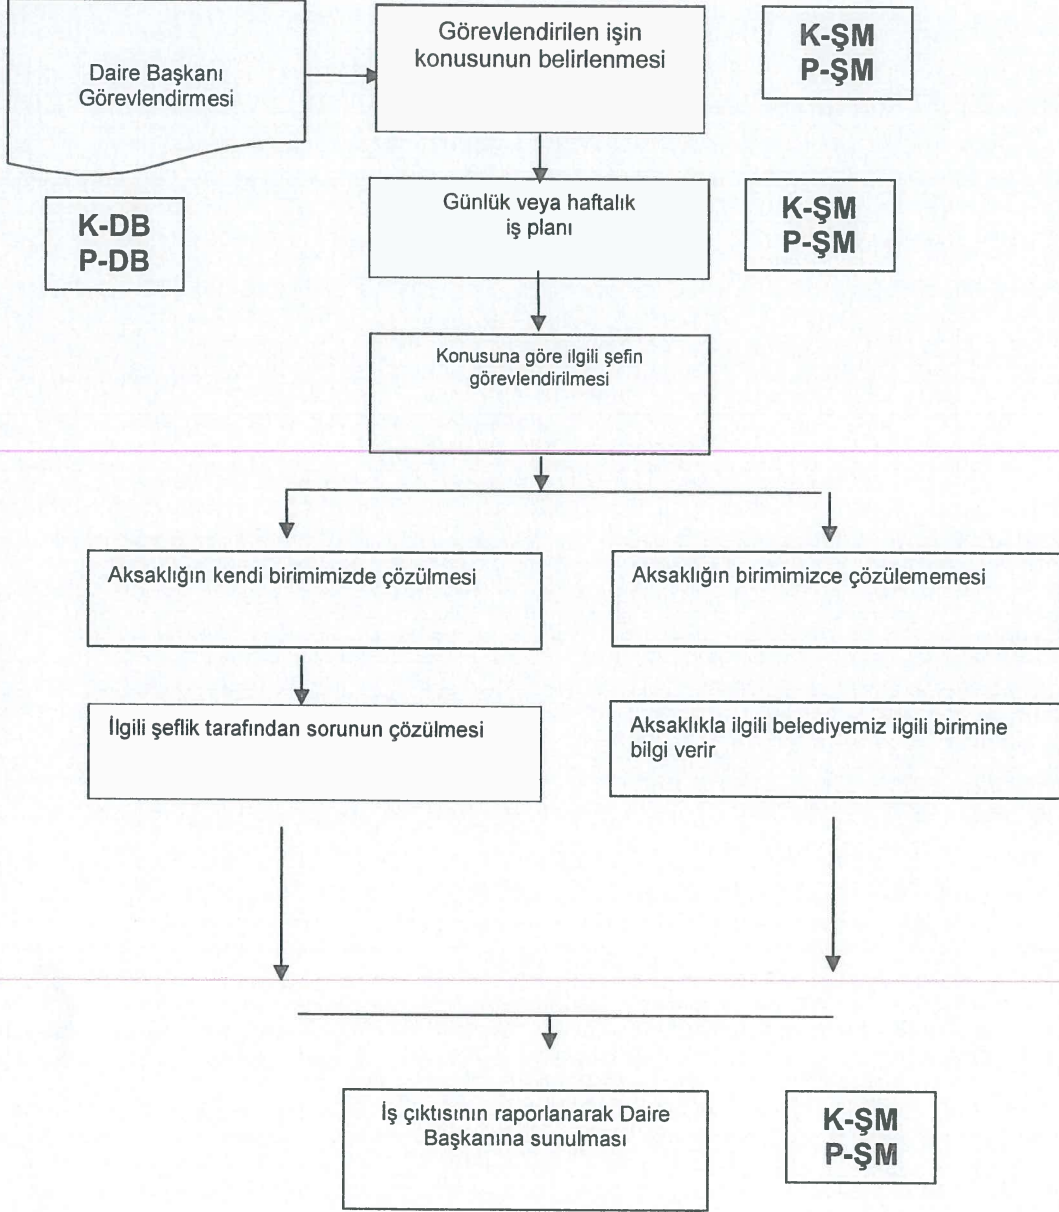 Daire Başkanı
Görevlendirmesi
Görevlendirilen işin
konusunun belirlenmesi
K-ŞM
P-ŞM
K-DB
P-DB
Günlük veya haftalık
iş planı
K-ŞM
P-ŞM
Konusuna göre ilgili şefin
görevlendirilmesi
Aksaklığın kendi birimimizde çözülmesi
Aksaklığın birimimizce çözülememesi
İlgili şeflik tarafından sorunun çözülmesi
Aksaklıkla ilgili belediyemiz ilgili birimine
bilgi verir
İş çıktısının raporlanarak Daire
Başkanına sunulması
K-ŞM
P-ŞM